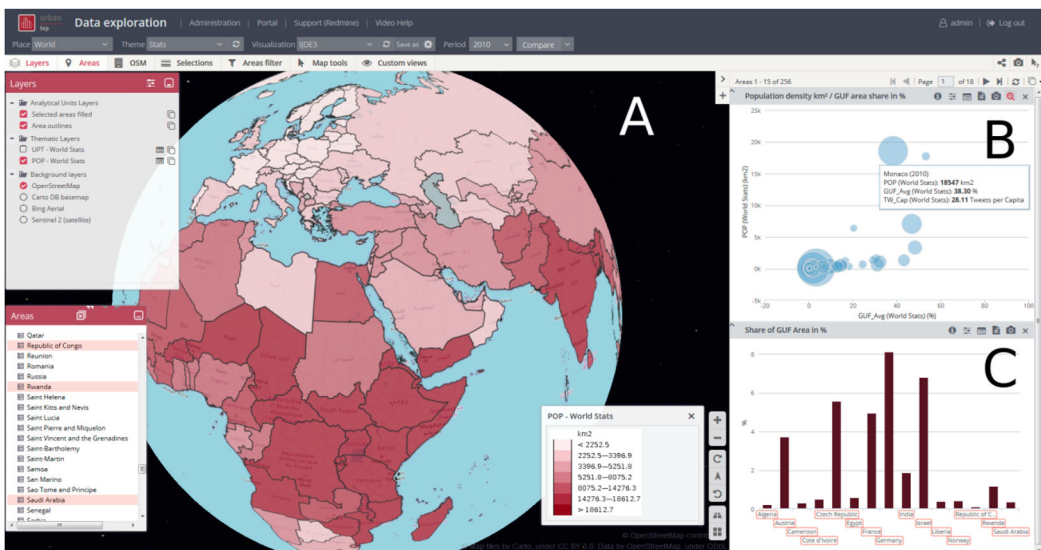 urban
tep
Data exploration | Administration | Portal | Support (Redmine) | Video Help
admin | Log out
Place World Theme Stats Visualization IJDE3 Save as Period 2010 Compare
Layers Areas OSM Selections Areas filter Map tools Custom views
Layers
Analytical Units Layers
Selected areas filled
Area outlines
Thematic Layers
UPT - World Stats
POP - World Stats
Background layers
OpenStreetMap
Carto DB basemap
Bing Aerial
Sentinel 2 (satellite)
Areas
Qatar
Republic of Congo
Reunion
Romania
Russia
Rwanda
Saint Helena
Saint Kitts and Nevis
Saint Lucia
Saint Pierre and Miquelon
Saint Vincent and the Grenadines
Saint-Bartholemy
Saint-Martin
Samoa
San Marino
Sao Tome and Principe
Saudi Arabia
Senegal
Serbia
A
POP - World Stats
km2
< 2252.5
2252.5—3396.9
3396.9—5251.8
5251.8—8075.2
8075.2—14276.3
14276.3—18612.7
> 18612.7
Areas 1 - 15 of 256 Page 1 of 18
Population density km² / GUF area share in %
B
25k
20k
15k
10k
5k
0k
-5k
POP (World Stats) (km2)
Monaco (2010)
POP (World Stats): 18547 km2
GUF_Avg (World Stats): 38.30 %
TW_Cap (World Stats): 28.11 Tweets per Capita
-20 0 20 40 60 80 100
GUF_Avg (World Stats) (%)
Share of GUF Area in %
C
8
6
4
2
0
%
Algeria Czech Republic India Republic of C...
Austria Egypt Israel Rwanda
Cameroon France Liberia Saudi Arabia
Cote d'Ivoire Germany Norway